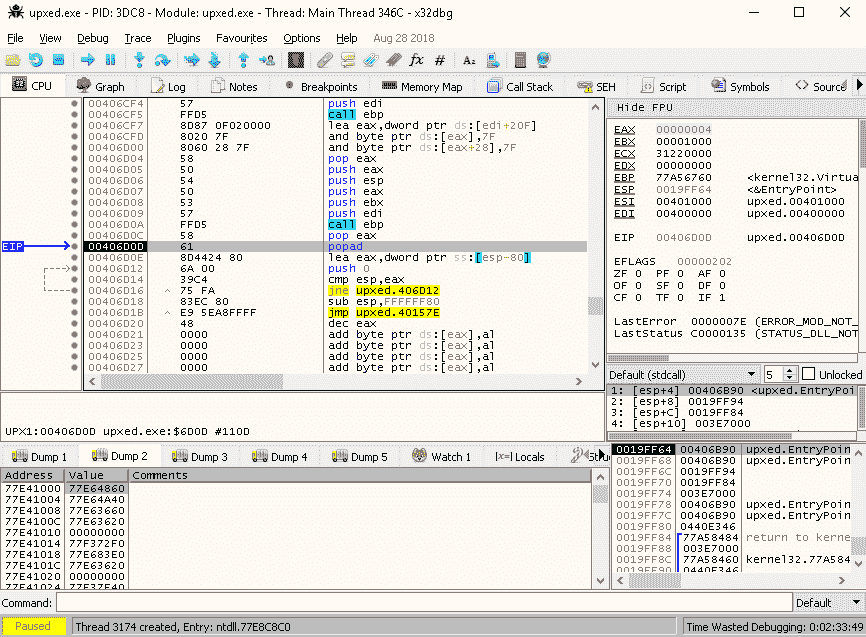 upxed.exe - PID: 3DC8 - Module: upxed.exe - Thread: Main Thread 346C - x32dbg
File View Debug Trace Plugins Favourites Options Help Aug 28 2018
CPU Graph Log Notes Breakpoints Memory Map Call Stack SEH Script Symbols Source
00406CF4 57 push edi
00406CF5 FFD5 call ebp
00406CF7 8D87 0F020000 lea eax,dword ptr ds:[edi+20F]
00406CFD 8020 7F and byte ptr ds:[eax],7F
00406D00 8060 28 7F and byte ptr ds:[eax+28],7F
00406D04 58 pop eax
00406D05 50 push eax
00406D06 54 push esp
00406D07 50 push eax
00406D08 53 push ebx
00406D09 57 push edi
00406D0A FFD5 call ebp
00406D0C 58 pop eax
EIP 00406D0D 61 popad
00406D0E 8D4424 80 lea eax,dword ptr ss:[esp-80]
00406D12 6A 00 push 0
00406D14 39C4 cmp esp,eax
00406D16 75 FA jne upxed.406D12
00406D18 83EC 80 sub esp,FFFFFF80
00406D1B E9 5EA8FFFF jmp upxed.40157E
00406D20 48 dec eax
00406D21 0000 add byte ptr ds:[eax],al
00406D23 0000 add byte ptr ds:[eax],al
00406D25 0000 add byte ptr ds:[eax],al
00406D27 0000 add byte ptr ds:[eax],al
Hide FPU
EAX 00000004
EBX 00001000
ECX 31220000
EDX 00000000
EBP 77A56760 <kernel32.Virtua
ESP 0019FF64 <&EntryPoint>
ESI 00401000 upxed.00401000
EDI 00400000 upxed.00400000
EIP 00406D0D upxed.00406D0D
EFLAGS 00000202
ZF 0 PF 0 AF 0
OF 0 SF 0 DF 0
CF 0 TF 0 IF 1
LastError 0000007E (ERROR_MOD_NOT_
LastStatus C0000135 (STATUS_DLL_NOT
Default (stdcall) 5 Unlocked
1: [esp+4] 00406B90 <upxed.EntryPoi
2: [esp+8] 0019FF94
3: [esp+C] 0019FF84
4: [esp+10] 003E7000
UPX1:00406D0D upxed.exe:$6D0D #110D
Dump 1 Dump 2 Dump 3 Dump 4 Dump 5 Watch 1 Locals Stru
Address Value Comments
77E41000 77E64860
77E41004 77E64A40
77E41008 77E63660
77E4100C 77E63620
77E41010 00000000
77E41014 77F372F0
77E41018 77E683E0
77E4101C 77E63620
77E41020 00000000
0019FF64 00406B90 upxed.EntryPoin
0019FF68 00406B90 upxed.EntryPoin
0019FF6C 0019FF94
0019FF70 0019FF84
0019FF74 003E7000
0019FF78 00406B90 upxed.EntryPoin
0019FF7C 00406B90 upxed.EntryPoin
0019FF80 0440E346
0019FF84 77A58484 return to kerne
0019FF88 003E7000
0019FF8C 77A58460 kernel32.77A584
0019FF90 0440E346
Command: Default
Paused Thread 3174 created, Entry: ntdll.77E8C8C0 Time Wasted Debugging: 0:02:33:49